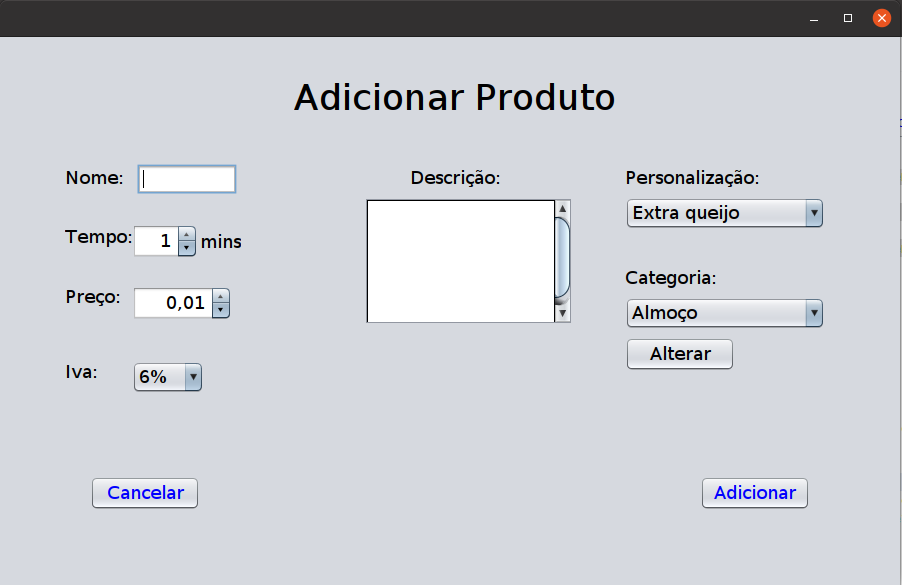 Adicionar Produto
Nome:
Tempo: 1 mins
Preço: 0,01
Iva: 6%
Descrição:
Personalização:
Extra queijo
Categoria:
Almoço
Alterar
Cancelar
Adicionar